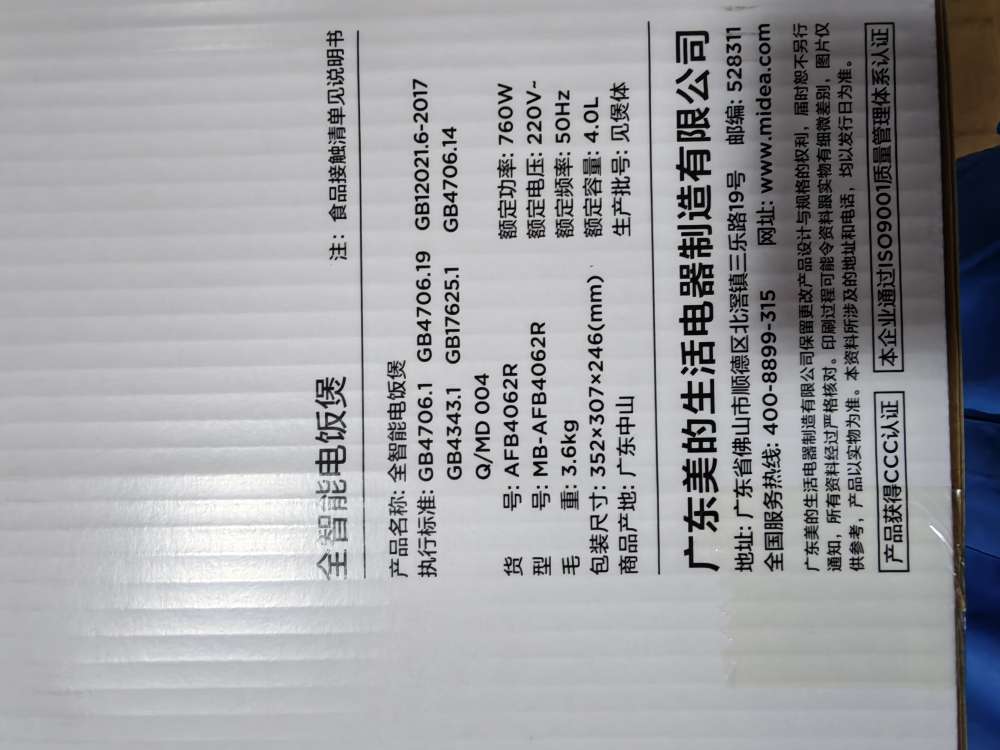 全智能电饭煲
注：食品接触清单见说明书
产品名称: 全智能电饭煲
执行标准: GB4706.1 GB4706.19 GB12021.6-2017
GB4343.1 GB17625.1 GB4706.14
Q/MD 004
货 号: AFB4062R 额定功率: 760W
型 号: MB-AFB4062R 额定电压: 220V~
毛 重: 3.6kg 额定频率: 50Hz
包装尺寸: 352×307×246(mm) 额定容量: 4.0L
商品产地: 广东中山 生产批号: 见煲体
广东美的生活电器制造有限公司
地址: 广东省佛山市顺德区北滘镇三乐路19号 邮编: 528311
全国服务热线: 400-8899-315 网址: www.midea.com
广东美的生活电器制造有限公司保留更改产品设计与规格的权利，届时恕不另行
通知，所有资料经过严格核对。印刷过程可能令资料跟实物有细微差别，图片仅
供参考，产品以实物为准。本资料所涉及的地址和电话，均以发行日为准。
产品获得CCC认证 本企业通过ISO9001质量管理体系认证